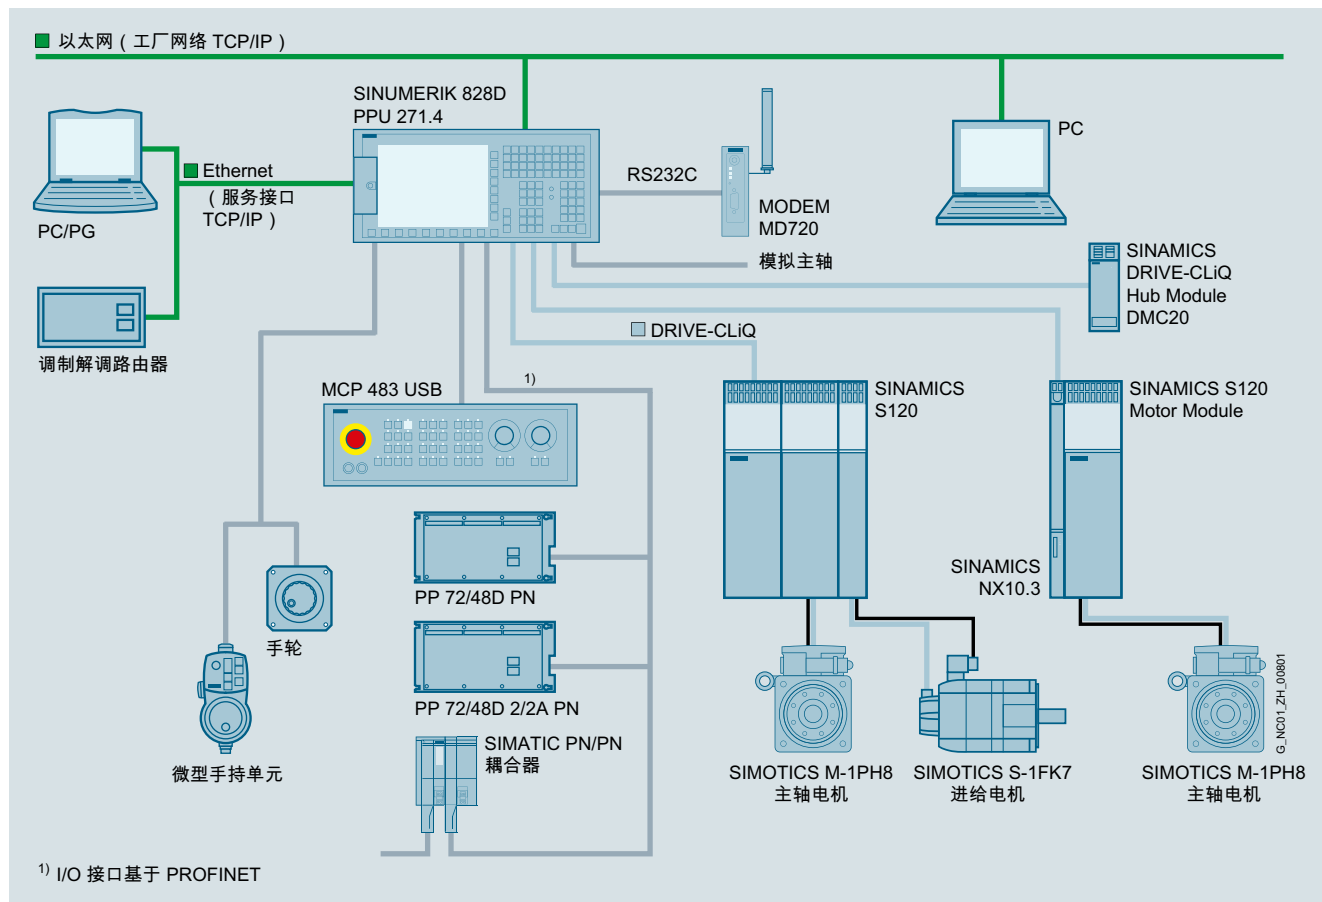 以太网（工厂网络 TCP/IP）
SINUMERIK 828D
PPU 271.4
PC
Ethernet
（服务接口
TCP/IP）
RS232C
PC/PG
MODEM
MD720
模拟主轴
SINAMICS
DRIVE-CLiQ
Hub Module
DMC20
调制解调路由器
DRIVE-CLiQ
MCP 483 USB
1)
SINAMICS
S120
SINAMICS S120
Motor Module
SINAMICS
NX10.3
PP 72/48D PN
手轮
PP 72/48D 2/2A PN
SIMATIC PN/PN
耦合器
微型手持单元
SIMOTICS M-1PH8
主轴电机
SIMOTICS S-1FK7
进给电机
SIMOTICS M-1PH8
主轴电机
G_NC01_ZH_00801
1) I/O 接口基于 PROFINET